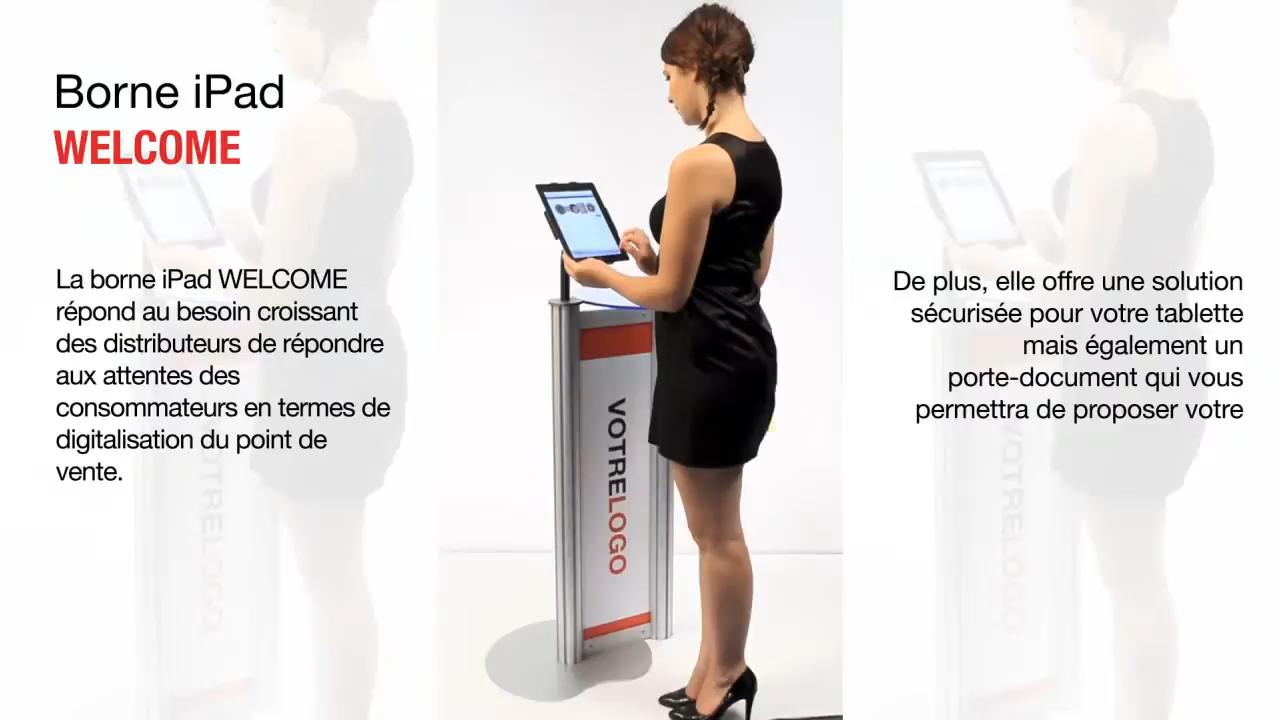 Borne iPad
WELCOME
La borne iPad WELCOME
répond au besoin croissant
des distributeurs de répondre
aux attentes des
consommateurs en termes de
digitalisation du point de
vente.
VOTRELOGO
De plus, elle offre une solution
sécurisée pour votre tablette
mais également un
porte-document qui vous
permettra de proposer votre
VOTRELOGO
VOTRELOGO